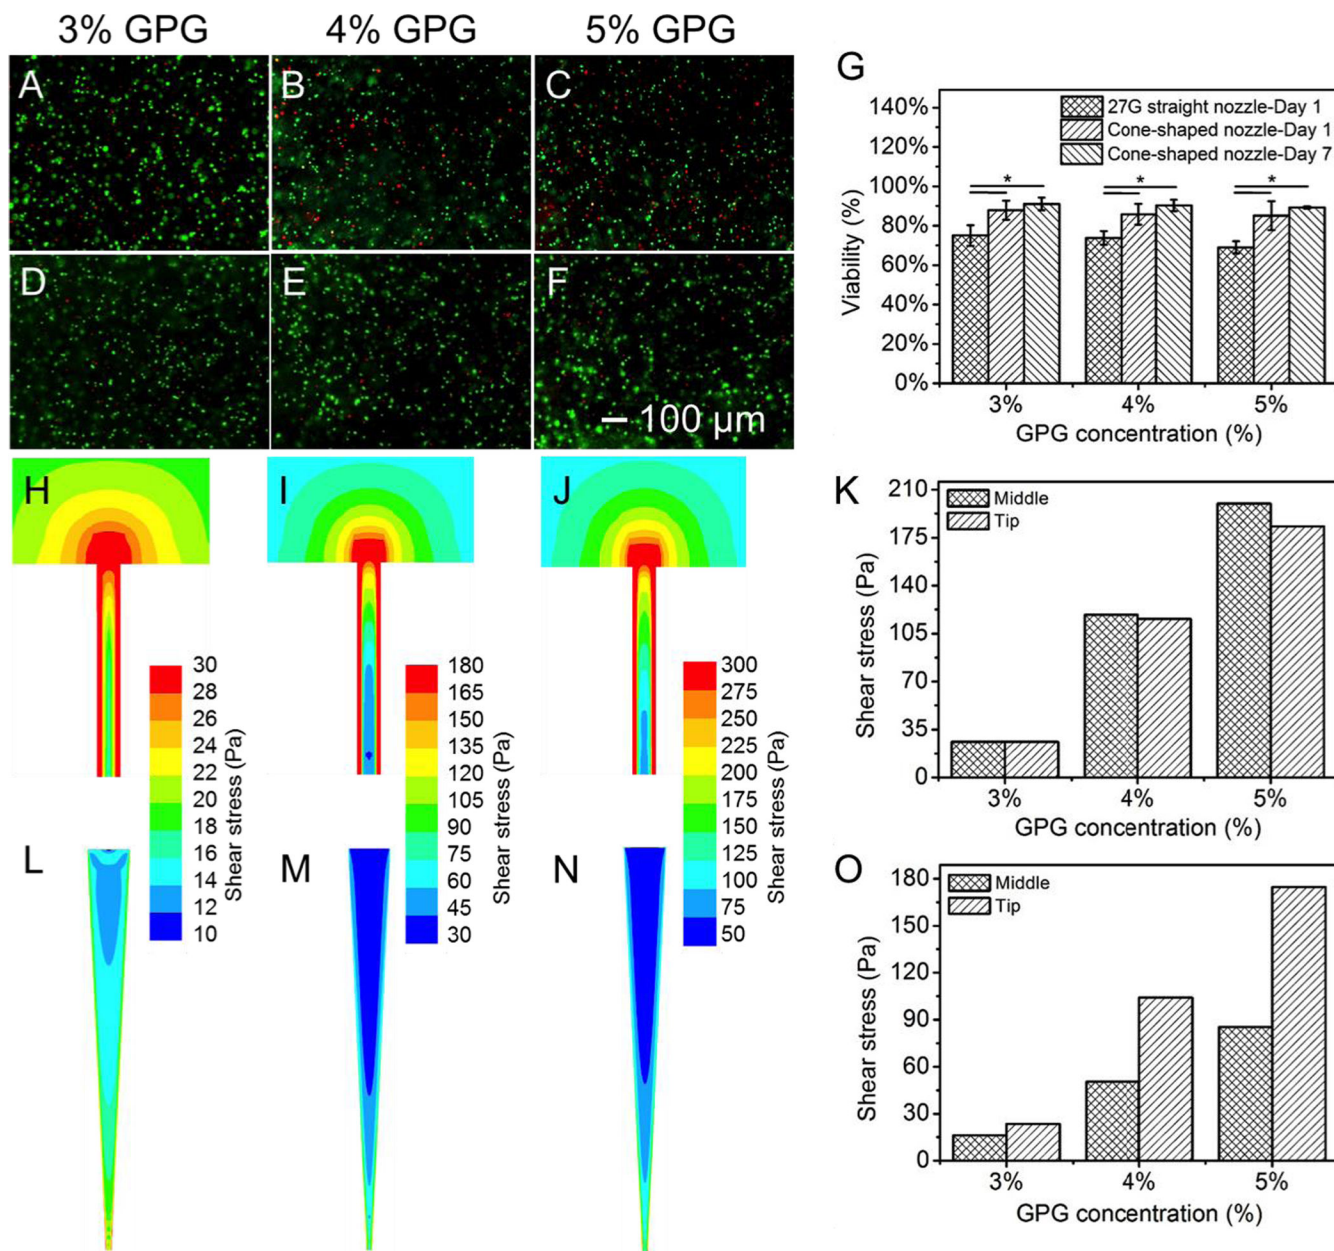 3% GPG 4% GPG 5% GPG
A B C
D E F
100 µm
G
140%
120%
100%
80%
60%
40%
20%
0%
Viability (%)
27G straight nozzle-Day 1
Cone-shaped nozzle-Day 1
Cone-shaped nozzle-Day 7
* * *
3% 4% 5%
GPG concentration (%)
H
30
28
26
24
22
20
18
16
14
12
10
Shear stress (Pa)
I
180
165
150
135
120
105
90
75
60
45
30
Shear stress (Pa)
J
300
275
250
225
200
175
150
125
100
75
50
Shear stress (Pa)
K
210
175
140
105
70
35
0
Shear stress (Pa)
Middle
Tip
3% 4% 5%
GPG concentration (%)
L M N
O
180
150
120
90
60
30
0
Shear stress (Pa)
Middle
Tip
3% 4% 5%
GPG concentration (%)